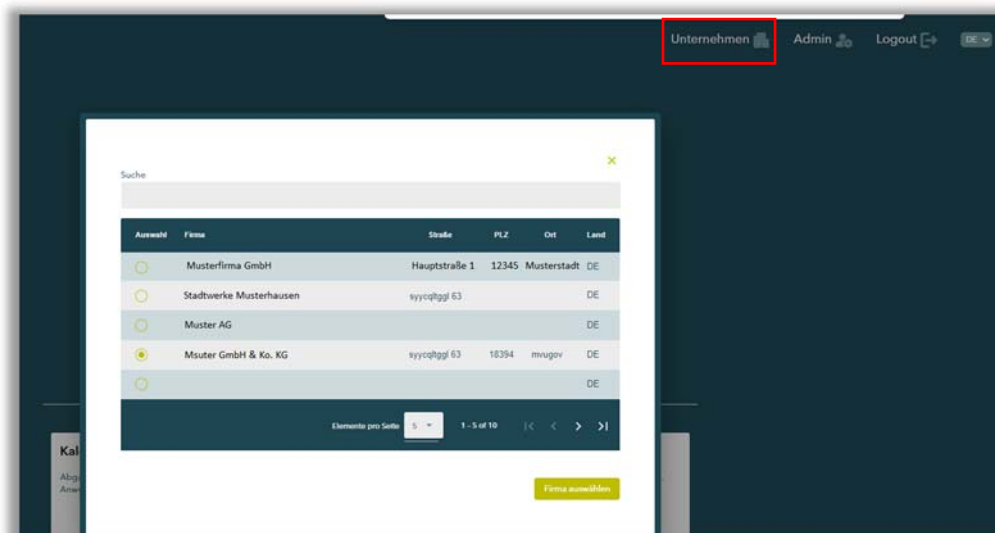 Unternehmen Admin Logout DE
Suche
Auswahl Firma Straße PLZ Ort Land
Musterfirma GmbH Hauptstraße 1 12345 Musterstadt DE
Stadtwerke Musterhausen syycqltggl 63 DE
Muster AG DE
Msuter GmbH & Ko. KG syycqltggl 63 18394 mvugov DE
DE
Elemente pro Seite 5 1 - 5 of 10
Kal
Abg
Anw
Firma auswählen